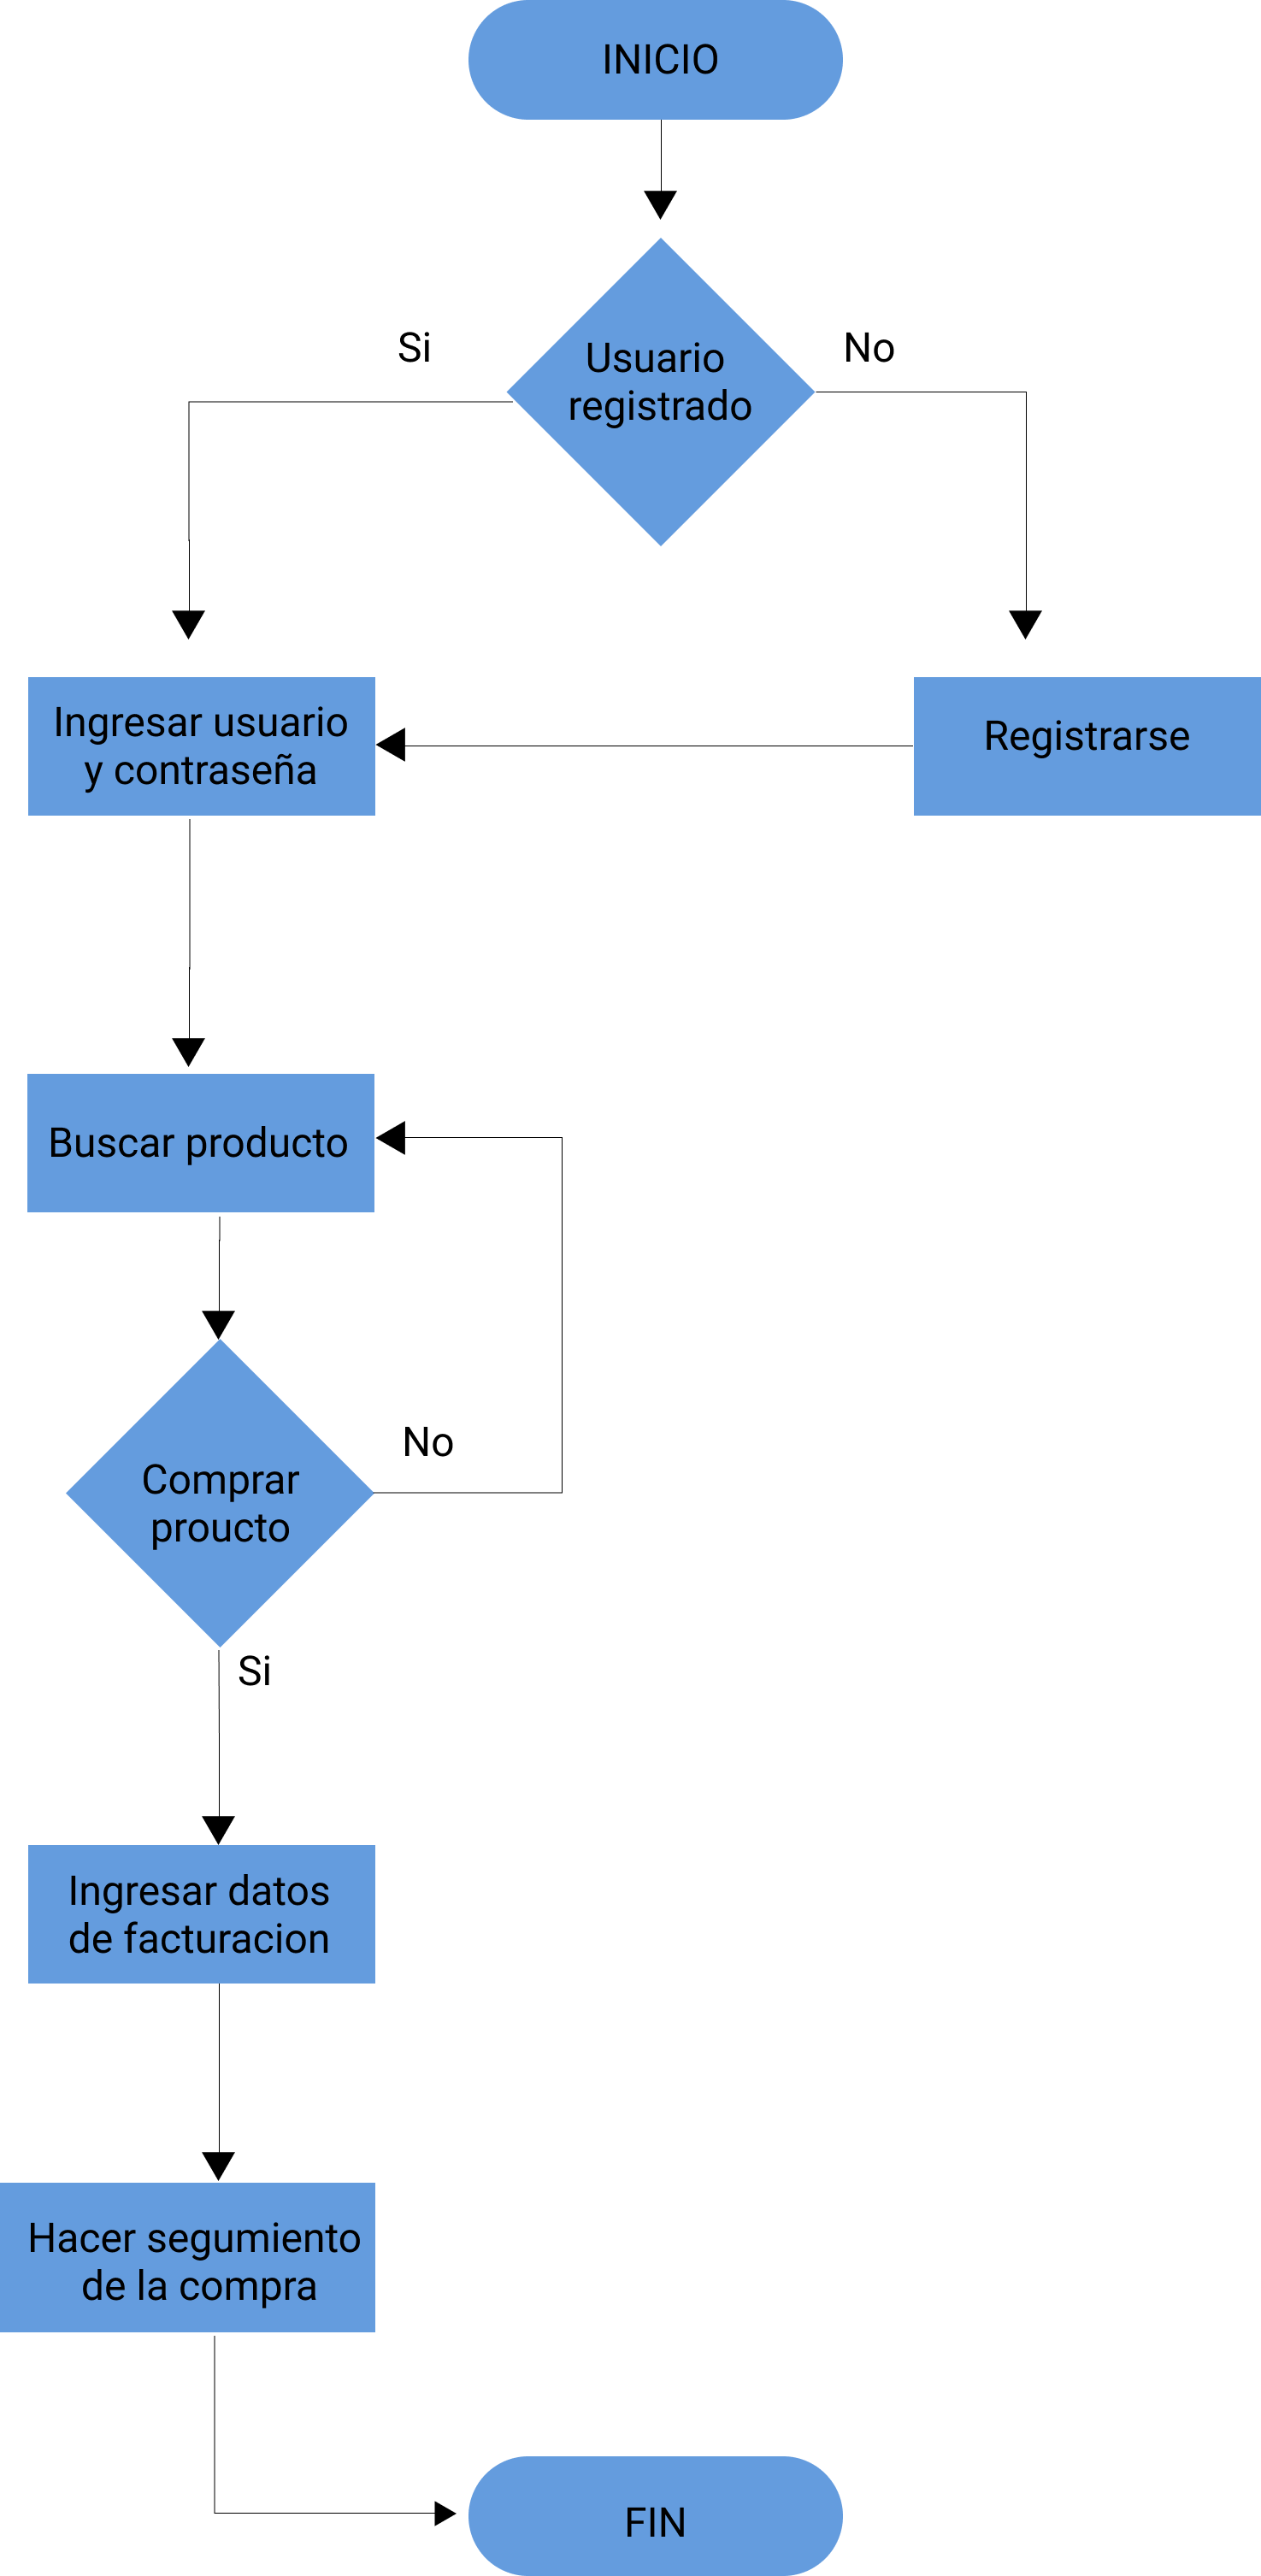 INICIO
Si
No
Usuario
registrado
Ingresar usuario
y contraseña
Registrarse
Buscar producto
No
Comprar
proucto
Si
Ingresar datos
de facturacion
Hacer segumiento
de la compra
FIN